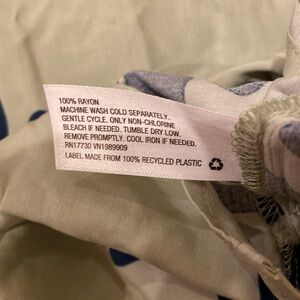 100% RAYON
MACHINE WASH COLD SEPARATELY.
GENTLE CYCLE. ONLY NON-CHLORINE
BLEACH IF NEEDED. TUMBLE DRY LOW.
REMOVE PROMPTLY. COOL IRON IF NEEDED.
RN17730 VN1989909
LABEL MADE FROM 100% RECYCLED PLASTIC